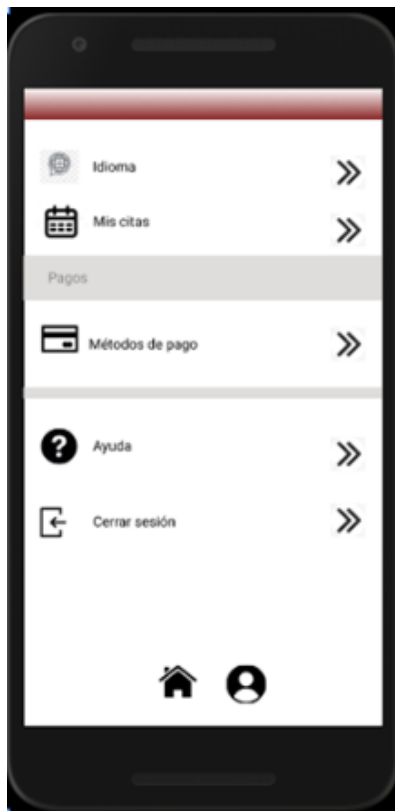 Idioma
Mis citas
Pagos
Métodos de pago
Ayuda
Cerrar sesión